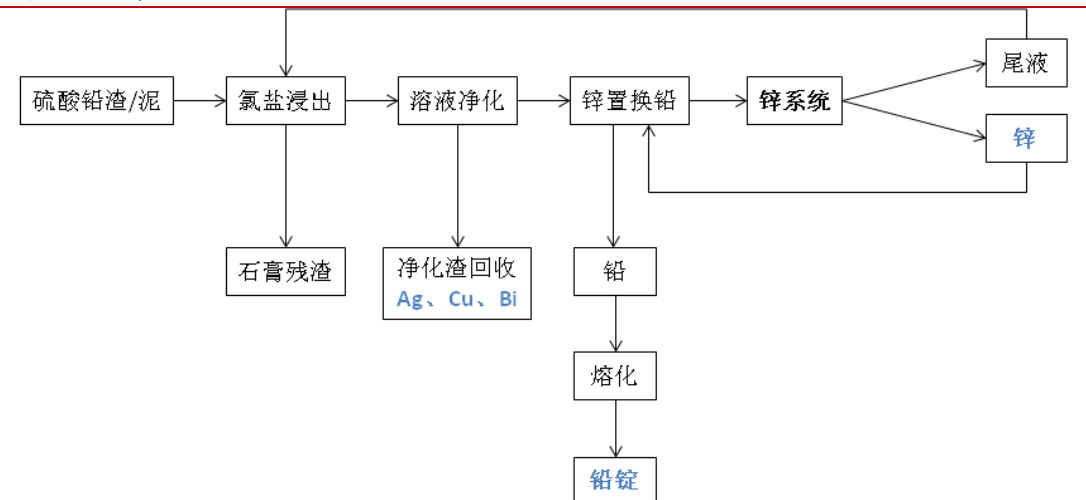 尾液
硫酸铅渣/泥
氯盐浸出
溶液净化
锌置换铅
锌系统
锌
石膏残渣
净化渣回收
Ag、Cu、Bi
铅
熔化
铅锭